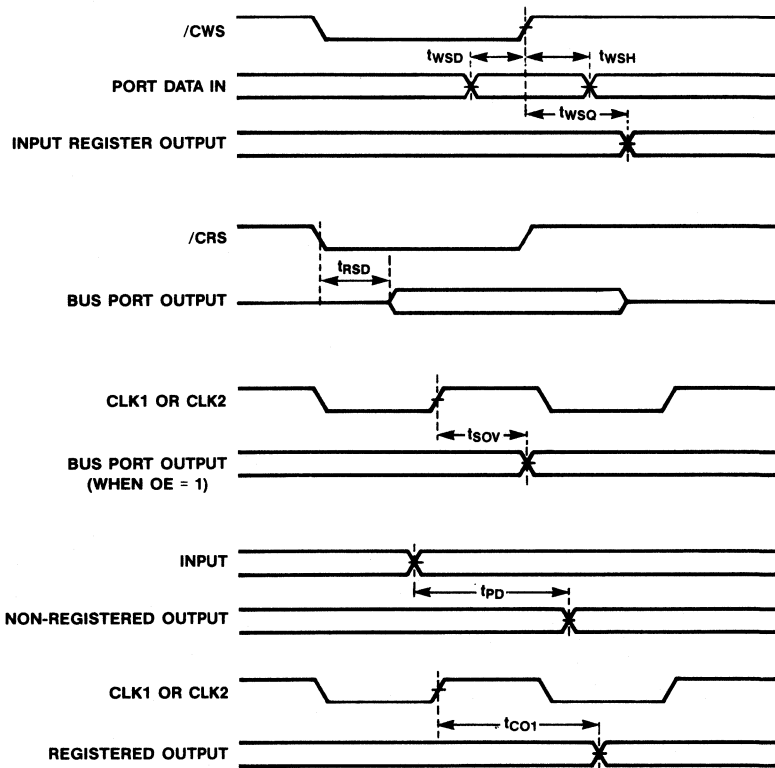 /CWS
tWSD
tWSH
PORT DATA IN
tWSQ
INPUT REGISTER OUTPUT
/CRS
tRSD
BUS PORT OUTPUT
CLK1 OR CLK2
tSOV
BUS PORT OUTPUT
(WHEN OE = 1)
INPUT
tPD
NON-REGISTERED OUTPUT
CLK1 OR CLK2
tCO1
REGISTERED OUTPUT